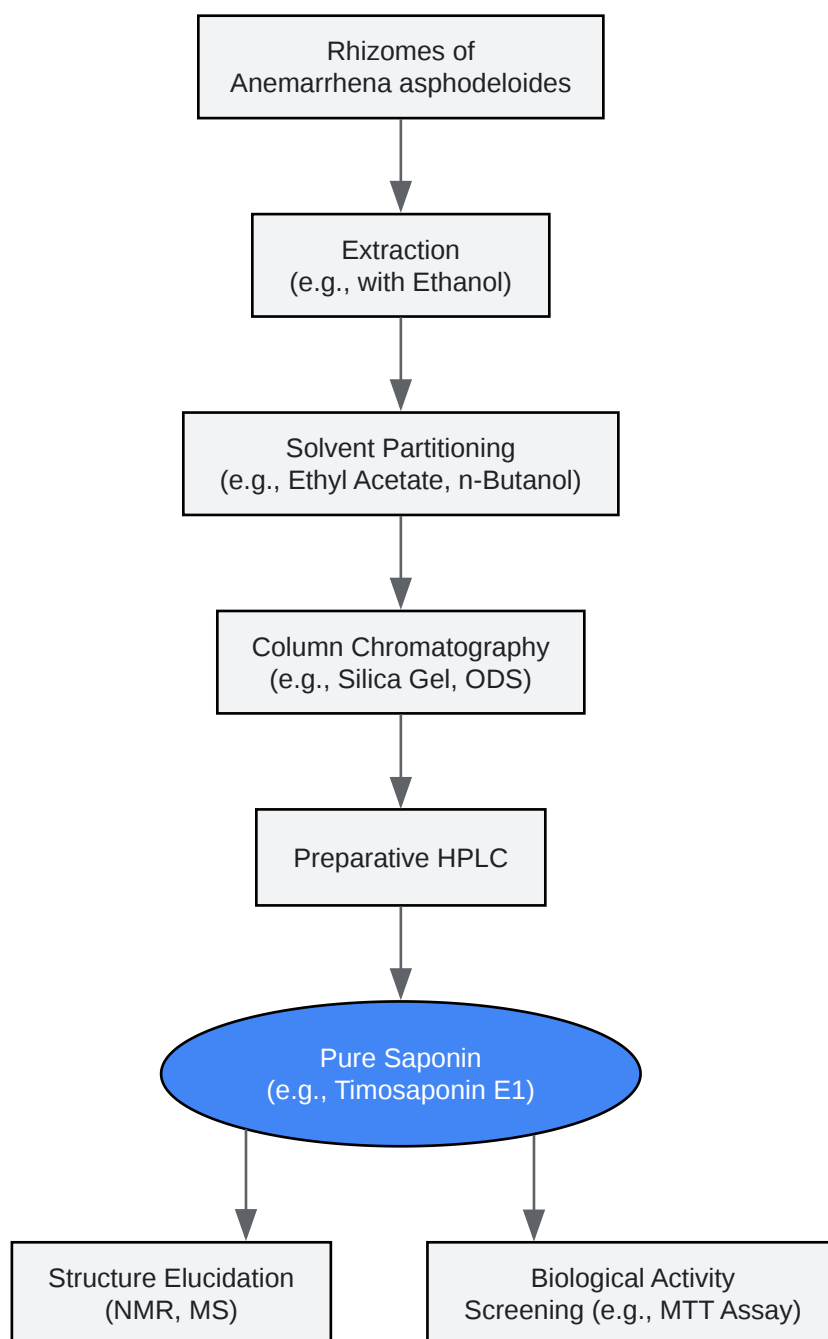 Rhizomes of
Anemarrhena asphodeloides
Extraction
(e.g., with Ethanol)
Solvent Partitioning
(e.g., Ethyl Acetate, n-Butanol)
Column Chromatography
(e.g., Silica Gel, ODS)
Preparative HPLC
Pure Saponin
(e.g., Timosaponin E1)
Structure Elucidation
(NMR, MS)
Biological Activity
Screening (e.g., MTT Assay)